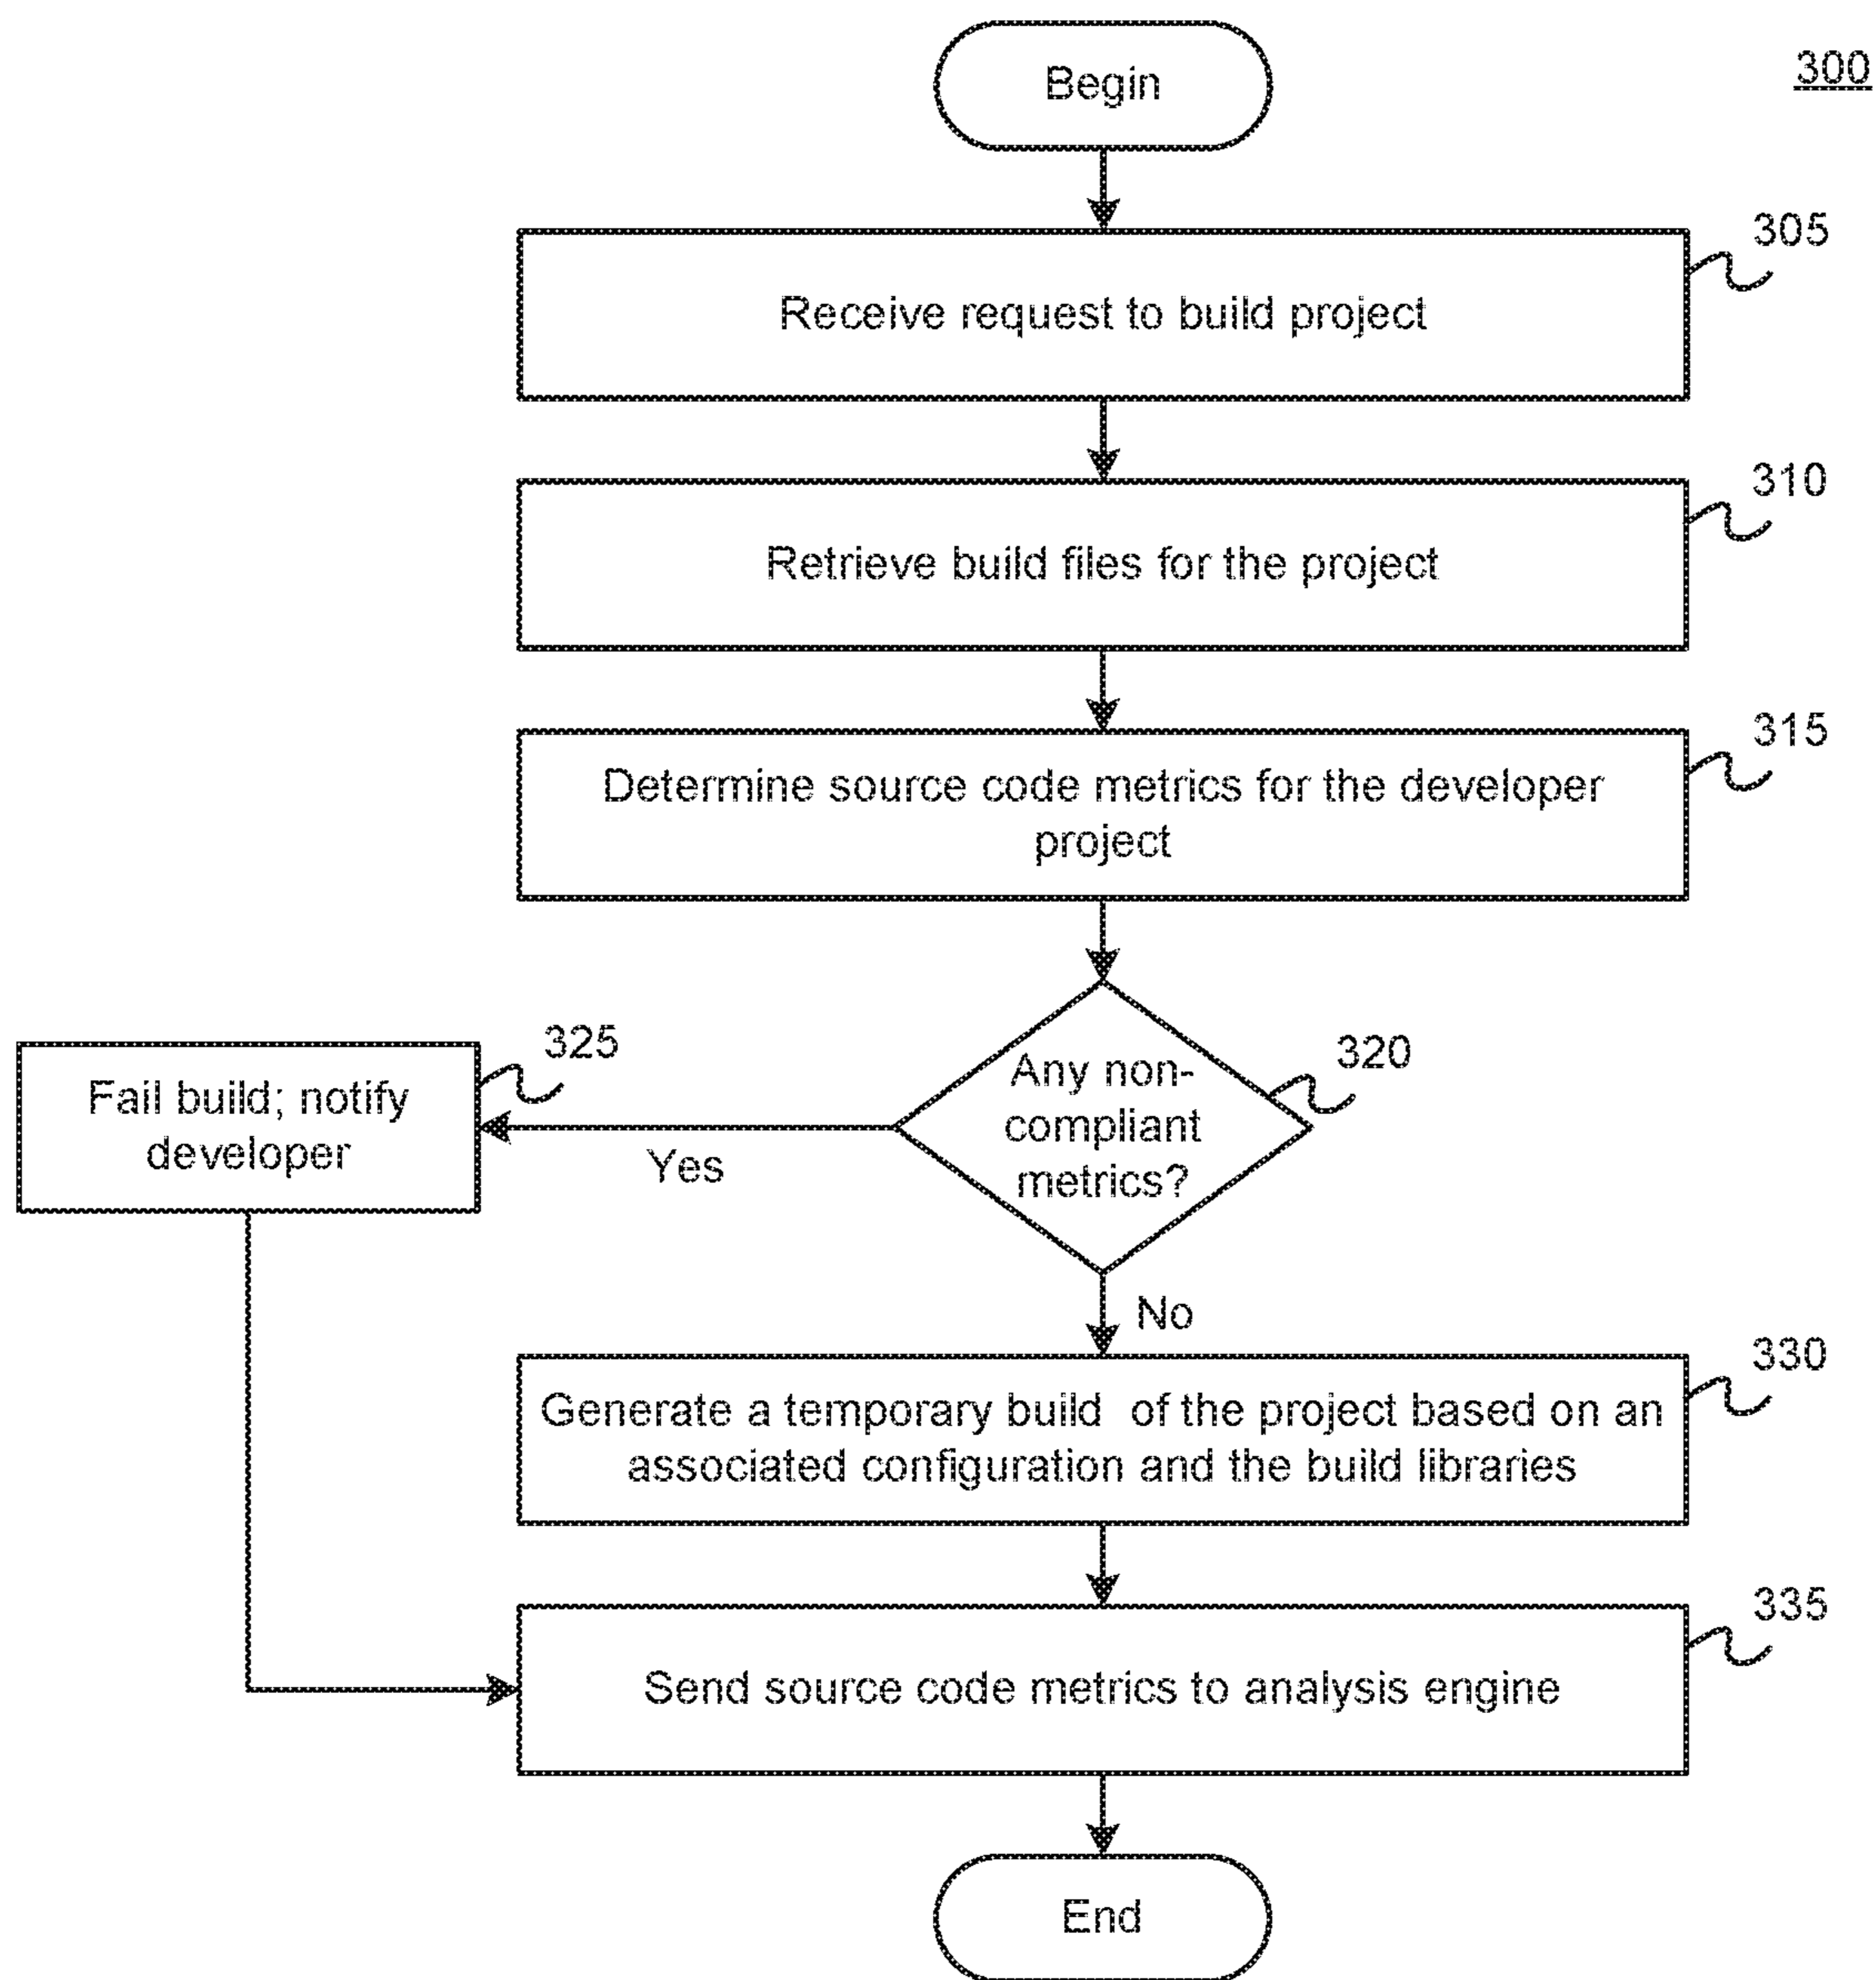 Begin
300
305
Receive request to build project
310
Retrieve build files for the project
315
Determine source code metrics for the developer
project
325
Fail build; notify
developer
320
Any non-
compliant
metrics?
Yes
No
330
Generate a temporary build of the project based on an
associated configuration and the build libraries
335
Send source code metrics to analysis engine
End